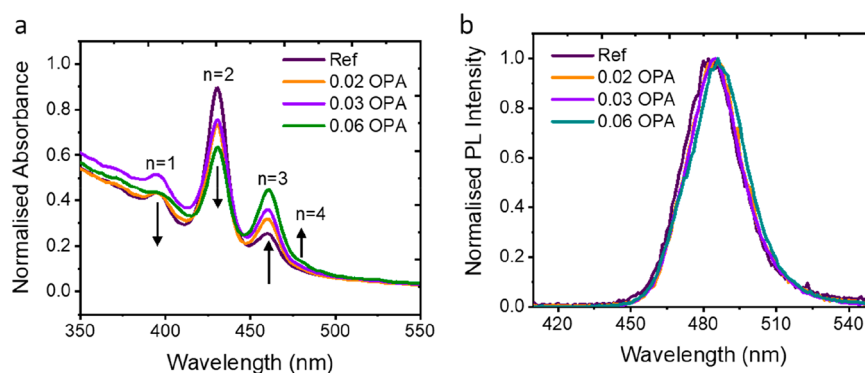 a
Normalised Absorbance
1.0
0.8
0.6
0.4
0.2
0.0
n=1
n=2
n=3
n=4
Ref
0.02 OPA
0.03 OPA
0.06 OPA
350 400 450 500 550
Wavelength (nm)
b
Normalised PL Intensity
1.0
0.8
0.6
0.4
0.2
0.0
Ref
0.02 OPA
0.03 OPA
0.06 OPA
420 450 480 510 540
Wavelength (nm)